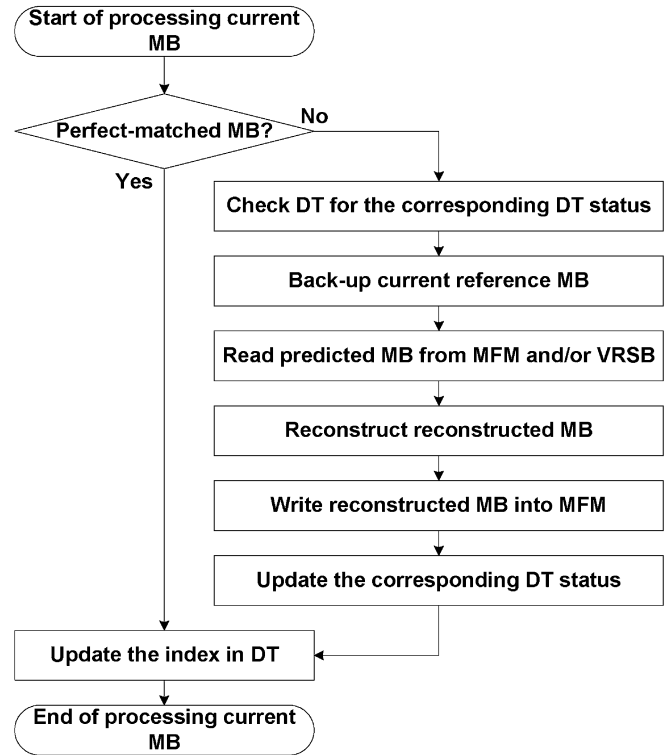 Start of processing current
MB
Perfect-matched MB?
No
Yes
Check DT for the corresponding DT status
Back-up current reference MB
Read predicted MB from MFM and/or VRSB
Reconstruct reconstructed MB
Write reconstructed MB into MFM
Update the corresponding DT status
Update the index in DT
End of processing current
MB